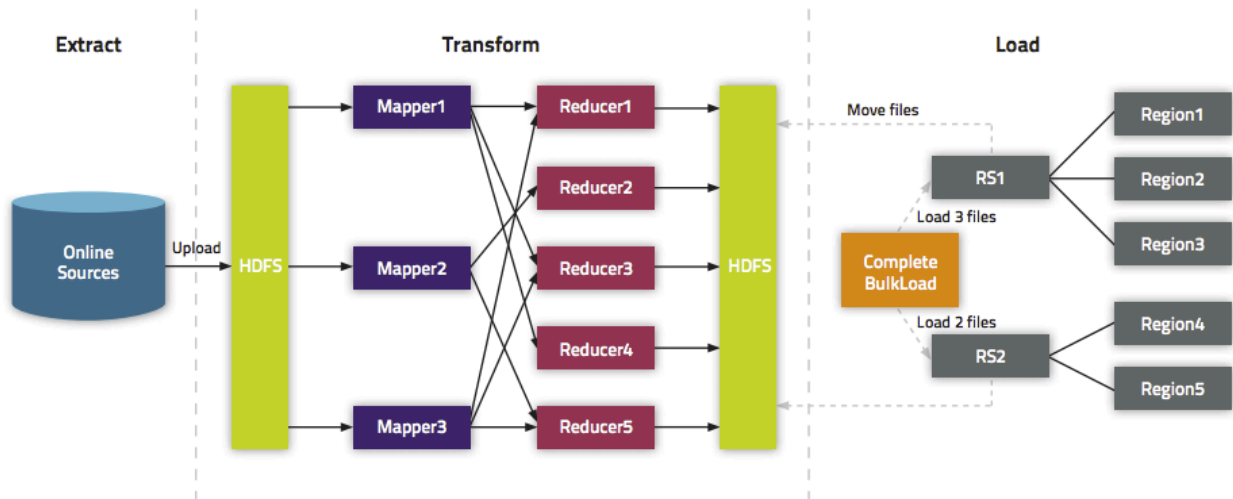 Extract
Transform
Load
Online
Sources
Upload
HDFS
Mapper1
Mapper2
Mapper3
Reducer1
Reducer2
Reducer3
Reducer4
Reducer5
HDFS
Move files
RS1
Load 3 files
Complete
BulkLoad
Load 2 files
RS2
Region1
Region2
Region3
Region4
Region5